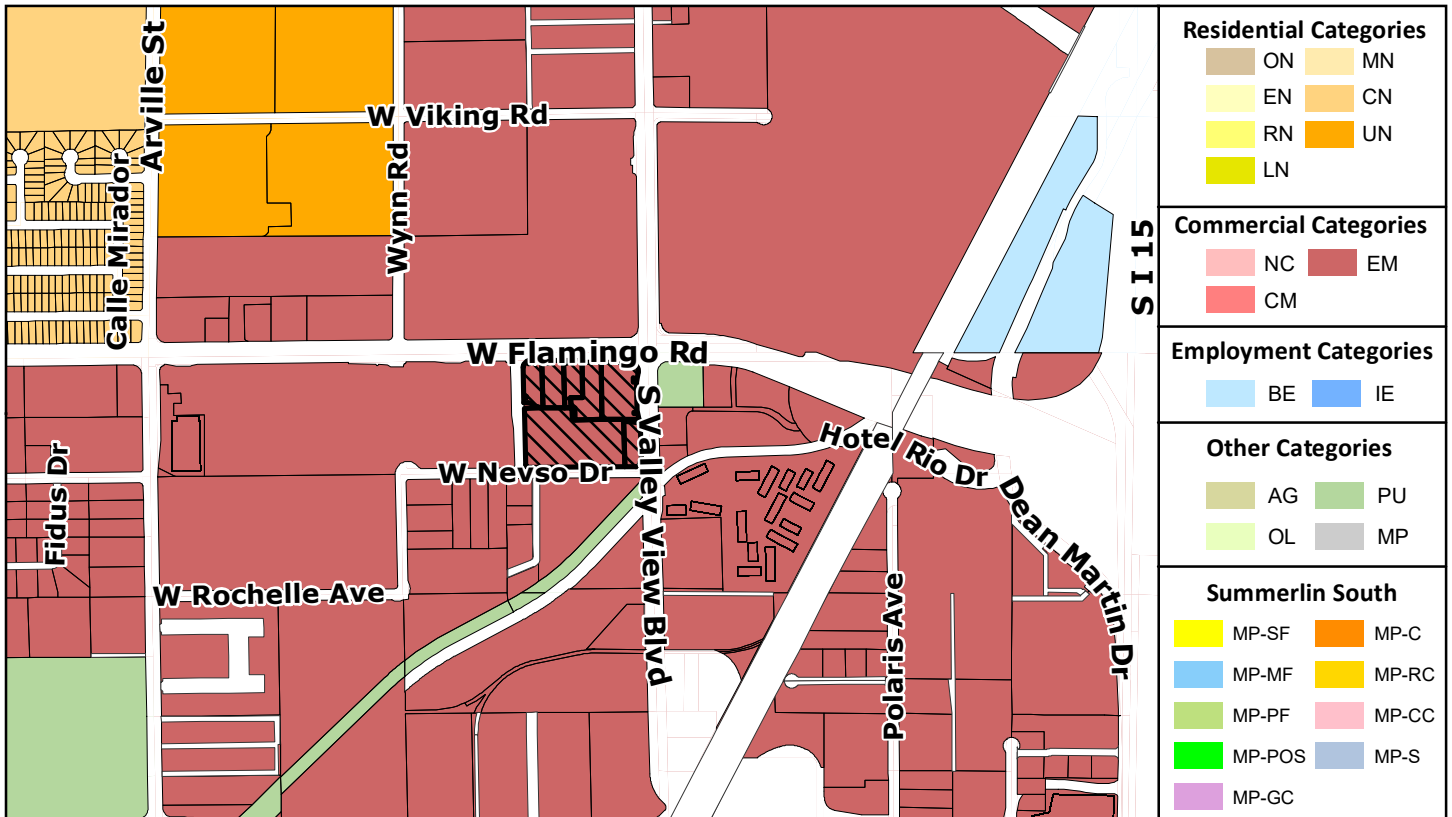 Arville St
W Viking Rd
Wynn Rd
Calle Mirador
S I 15
W Flamingo Rd
S Valley View Blvd
Hotel Rio Dr
W Nevso Dr
Dean Martin Dr
Fidus Dr
W Rochelle Ave
Polaris Ave
Residential Categories
ON MN
EN CN
RN UN
LN
Commercial Categories
NC EM
CM
Employment Categories
BE IE
Other Categories
AG PU
OL MP
Summerlin South
MP-SF MP-C
MP-MF MP-RC
MP-PF MP-CC
MP-POS MP-S
MP-GC